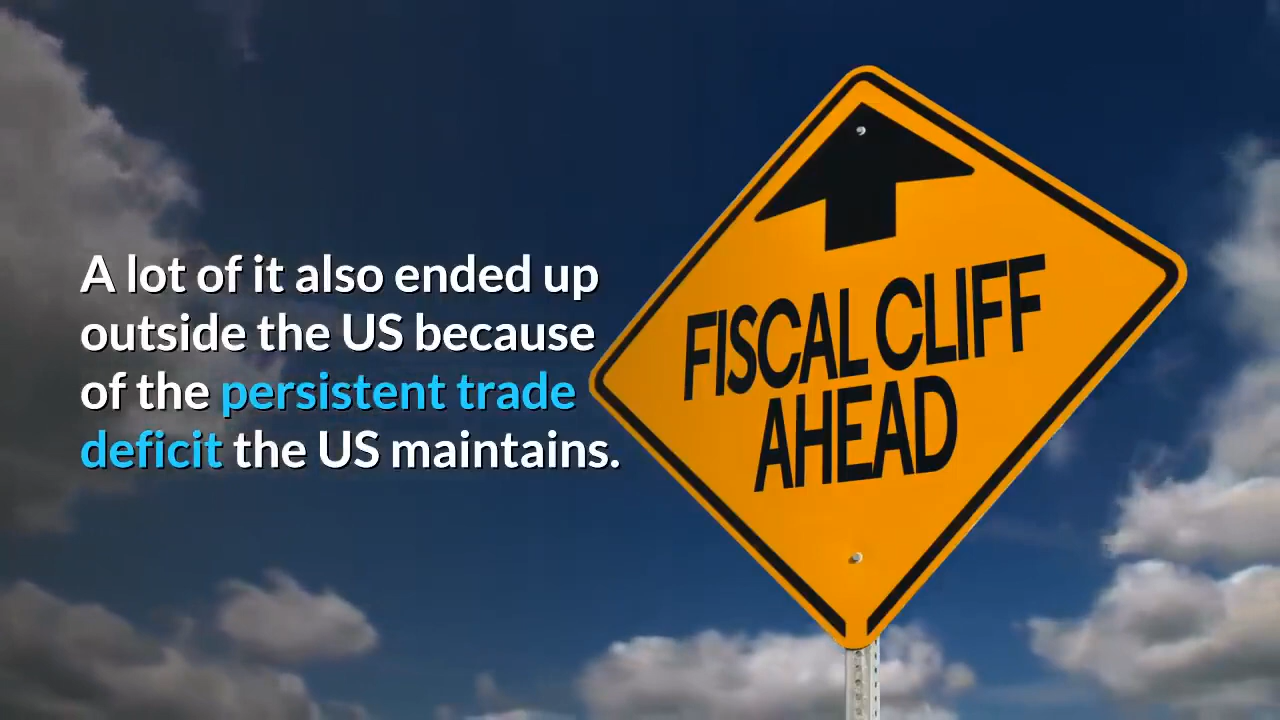 A lot of it also ended up
outside the US because
of the persistent trade
deficit the US maintains.
FISCAL CLIFF
AHEAD